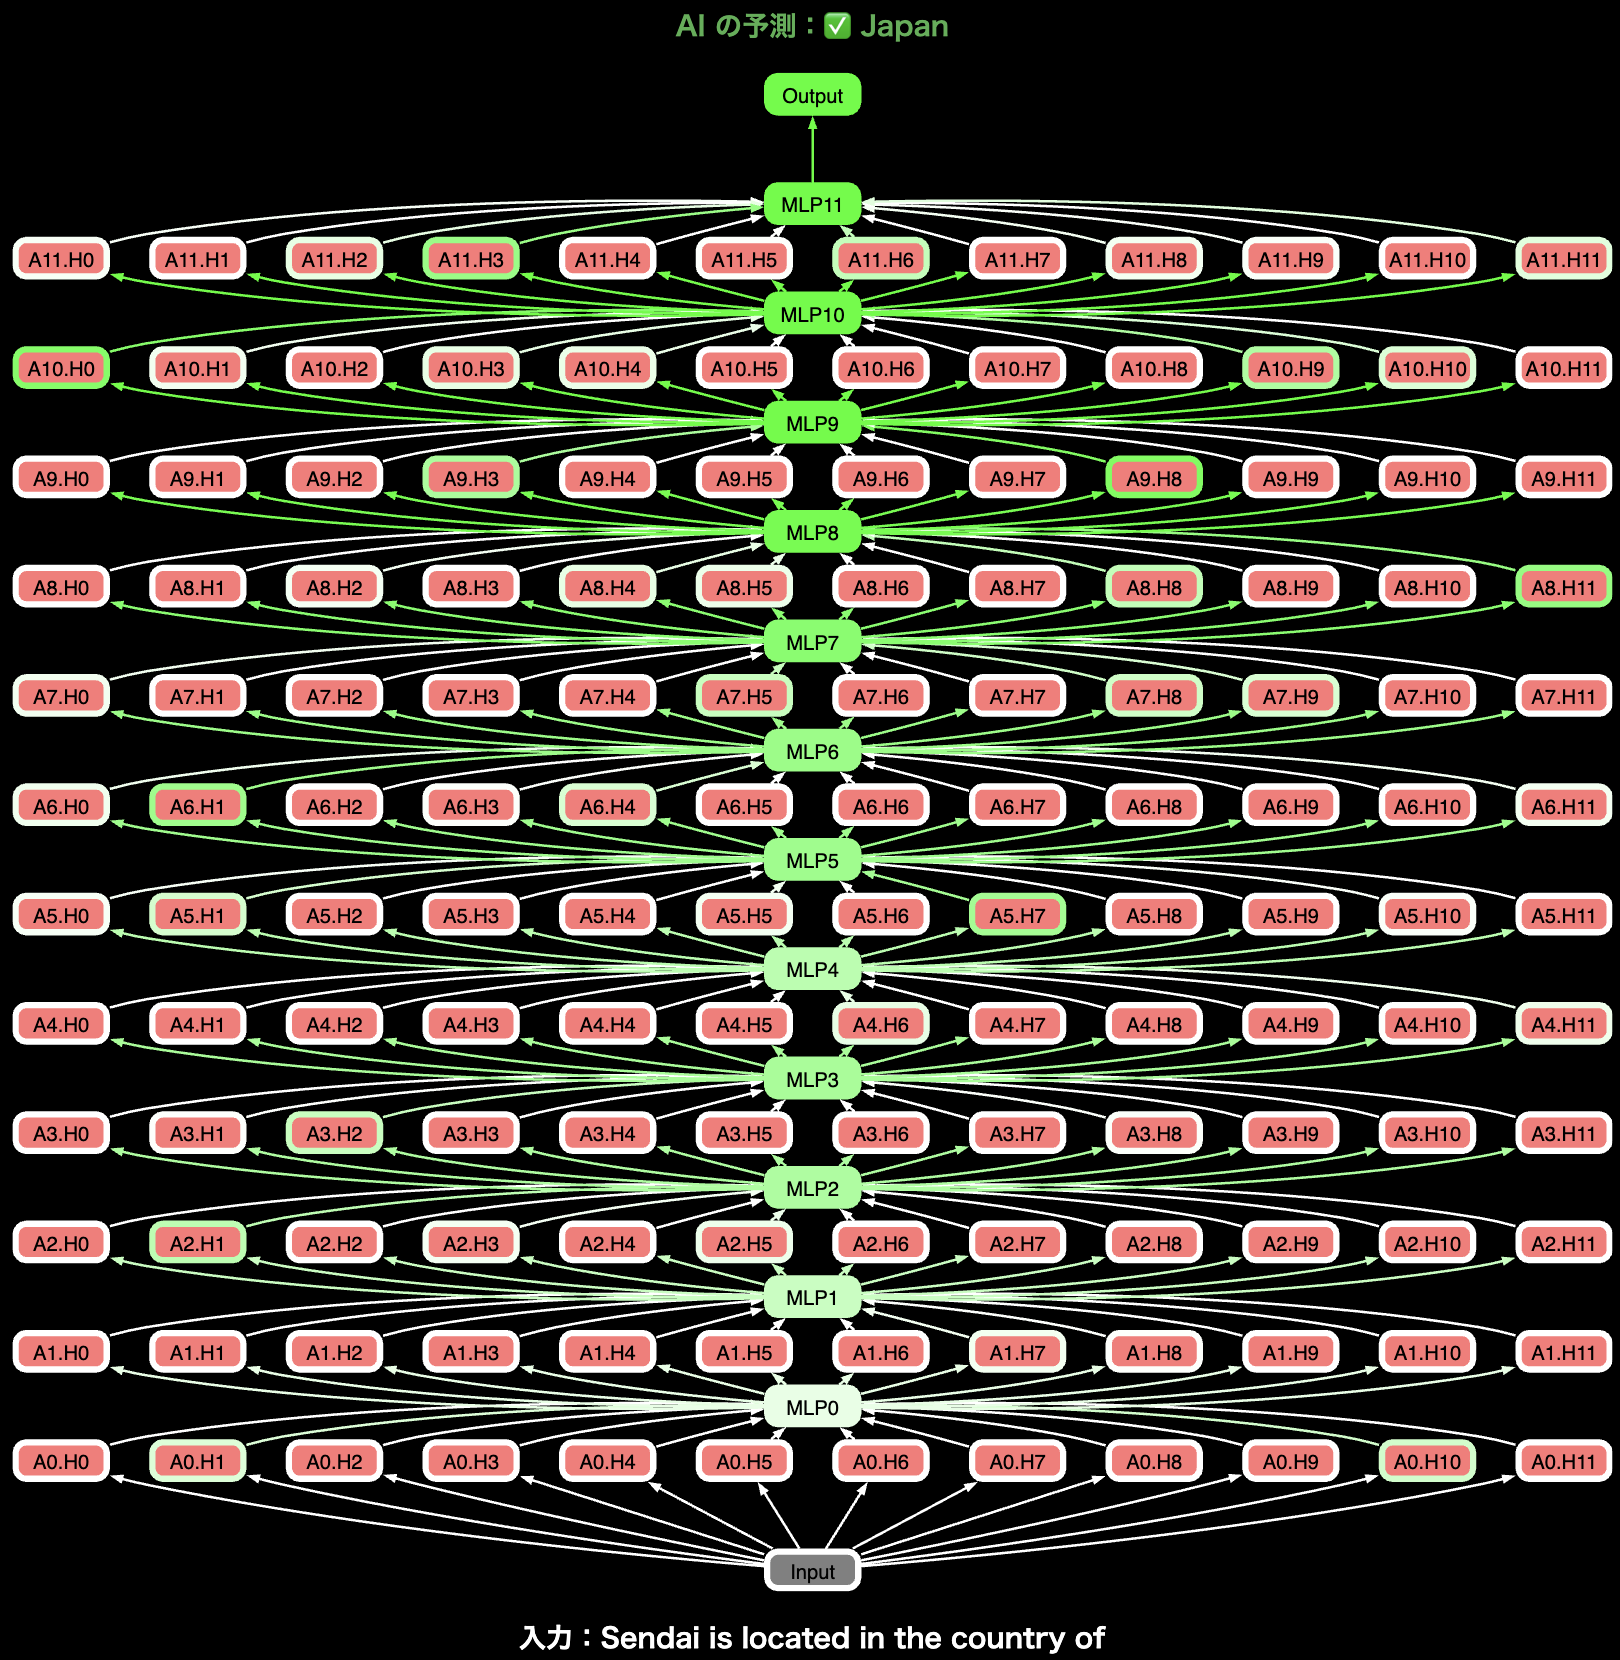 AI の予測：✅ Japan
Output
MLP11
A11.H0 A11.H1 A11.H2 A11.H3 A11.H4 A11.H5 A11.H6 A11.H7 A11.H8 A11.H9 A11.H10 A11.H11
MLP10
A10.H0 A10.H1 A10.H2 A10.H3 A10.H4 A10.H5 A10.H6 A10.H7 A10.H8 A10.H9 A10.H10 A10.H11
MLP9
A9.H0 A9.H1 A9.H2 A9.H3 A9.H4 A9.H5 A9.H6 A9.H7 A9.H8 A9.H9 A9.H10 A9.H11
MLP8
A8.H0 A8.H1 A8.H2 A8.H3 A8.H4 A8.H5 A8.H6 A8.H7 A8.H8 A8.H9 A8.H10 A8.H11
MLP7
A7.H0 A7.H1 A7.H2 A7.H3 A7.H4 A7.H5 A7.H6 A7.H7 A7.H8 A7.H9 A7.H10 A7.H11
MLP6
A6.H0 A6.H1 A6.H2 A6.H3 A6.H4 A6.H5 A6.H6 A6.H7 A6.H8 A6.H9 A6.H10 A6.H11
MLP5
A5.H0 A5.H1 A5.H2 A5.H3 A5.H4 A5.H5 A5.H6 A5.H7 A5.H8 A5.H9 A5.H10 A5.H11
MLP4
A4.H0 A4.H1 A4.H2 A4.H3 A4.H4 A4.H5 A4.H6 A4.H7 A4.H8 A4.H9 A4.H10 A4.H11
MLP3
A3.H0 A3.H1 A3.H2 A3.H3 A3.H4 A3.H5 A3.H6 A3.H7 A3.H8 A3.H9 A3.H10 A3.H11
MLP2
A2.H0 A2.H1 A2.H2 A2.H3 A2.H4 A2.H5 A2.H6 A2.H7 A2.H8 A2.H9 A2.H10 A2.H11
MLP1
A1.H0 A1.H1 A1.H2 A1.H3 A1.H4 A1.H5 A1.H6 A1.H7 A1.H8 A1.H9 A1.H10 A1.H11
MLP0
A0.H0 A0.H1 A0.H2 A0.H3 A0.H4 A0.H5 A0.H6 A0.H7 A0.H8 A0.H9 A0.H10 A0.H11
Input
入力：Sendai is located in the country of